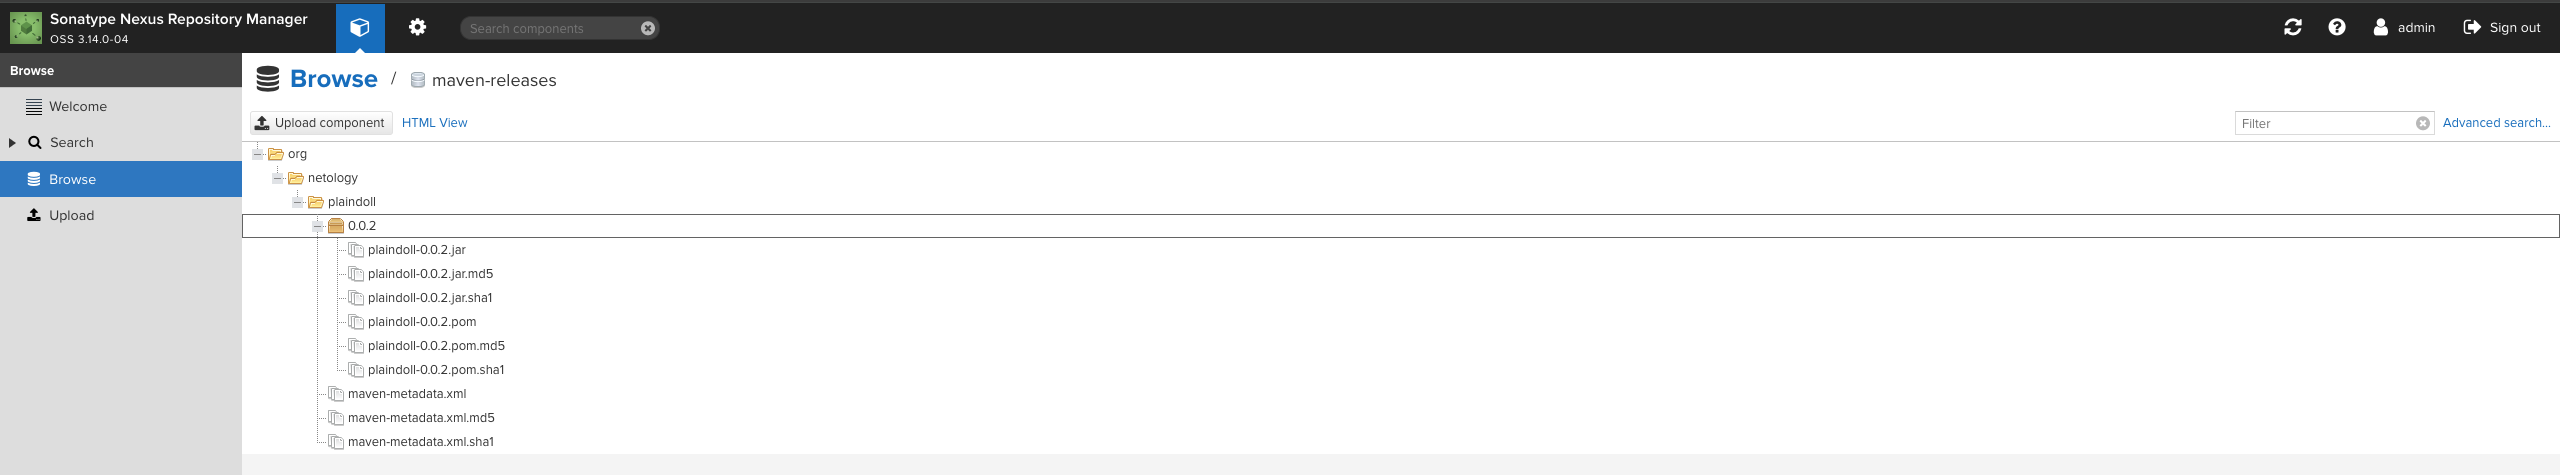 Sonatype Nexus Repository Manager
OSS 3.14.0-04
Search components
admin
Sign out
Browse
Welcome
Search
Browse
Upload
Browse / maven-releases
Upload component
HTML View
Filter
Advanced search...
org
netology
plaindoll
0.0.2
plaindoll-0.0.2.jar
plaindoll-0.0.2.jar.md5
plaindoll-0.0.2.jar.sha1
plaindoll-0.0.2.pom
plaindoll-0.0.2.pom.md5
plaindoll-0.0.2.pom.sha1
maven-metadata.xml
maven-metadata.xml.md5
maven-metadata.xml.sha1